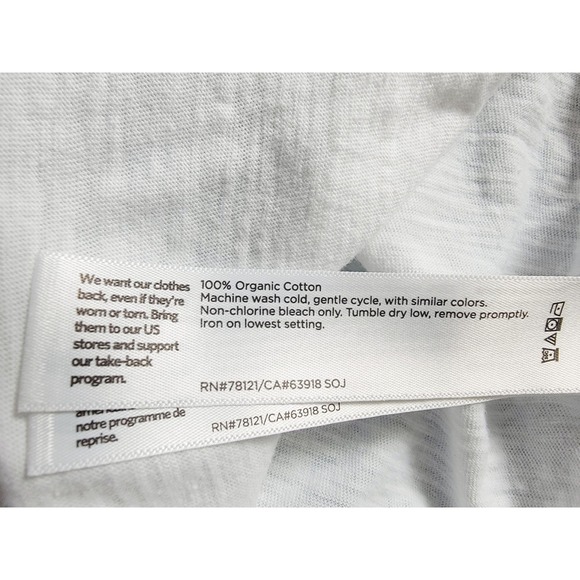 We want our clothes
back, even if they're
worn or torn. Bring
them to our US
stores and support
our take-back
program.
100% Organic Cotton
Machine wash cold, gentle cycle, with similar colors.
Non-chlorine bleach only. Tumble dry low, remove promptly.
Iron on lowest setting.
RN#78121/CA#63918 SOJ
notre programme de
reprise.
RN#78121/CA#63918 SOJ